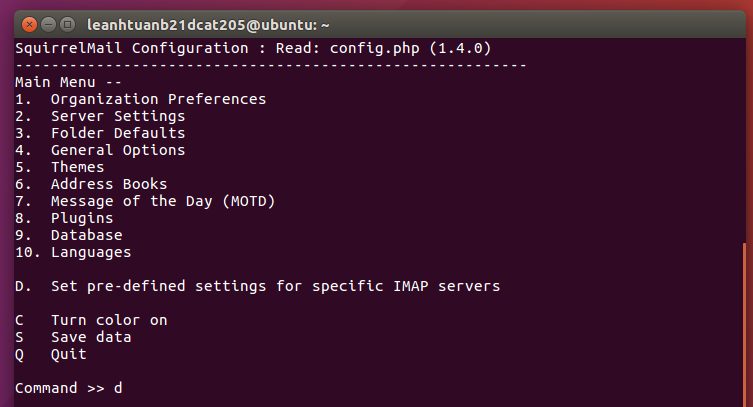 leanhtuanb21dcat205@ubuntu: ~
SquirrelMail Configuration : Read: config.php (1.4.0)
---------------------------------------------------------
Main Menu --
1.  Organization Preferences
2.  Server Settings
3.  Folder Defaults
4.  General Options
5.  Themes
6.  Address Books
7.  Message of the Day (MOTD)
8.  Plugins
9.  Database
10. Languages

D.  Set pre-defined settings for specific IMAP servers

C   Turn color on
S   Save data
Q   Quit

Command >> d